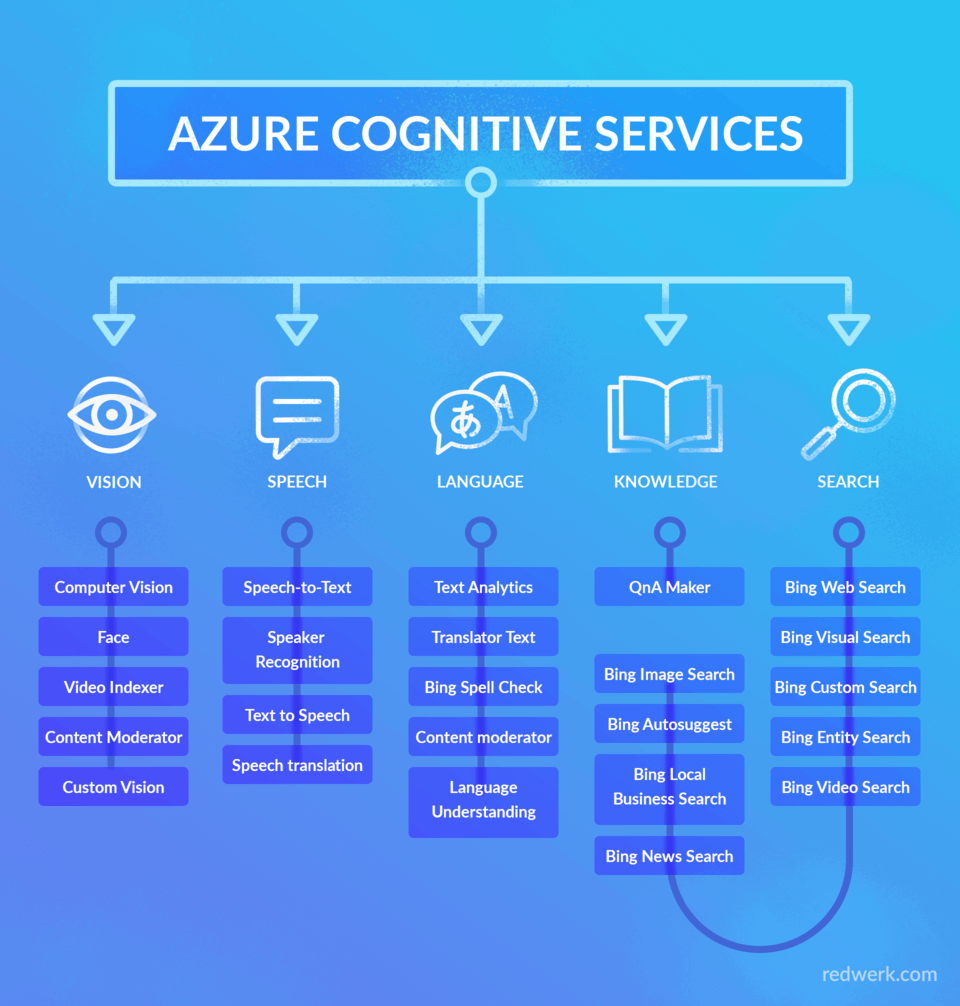 AZURE COGNITIVE SERVICES
あ A
VISION
SPEECH
LANGUAGE
KNOWLEDGE
SEARCH
Computer Vision
Face
Video Indexer
Content Moderator
Custom Vision
Speech-to-Text
Speaker
Recognition
Text to Speech
Speech translation
Text Analytics
Translator Text
Bing Spell Check
Content moderator
Language
Understanding
QnA Maker
Bing Web Search
Bing Visual Search
Bing Custom Search
Bing Entity Search
Bing Video Search
Bing Image Search
Bing Autosuggest
Bing Local
Business Search
Bing News Search
redwerk.com